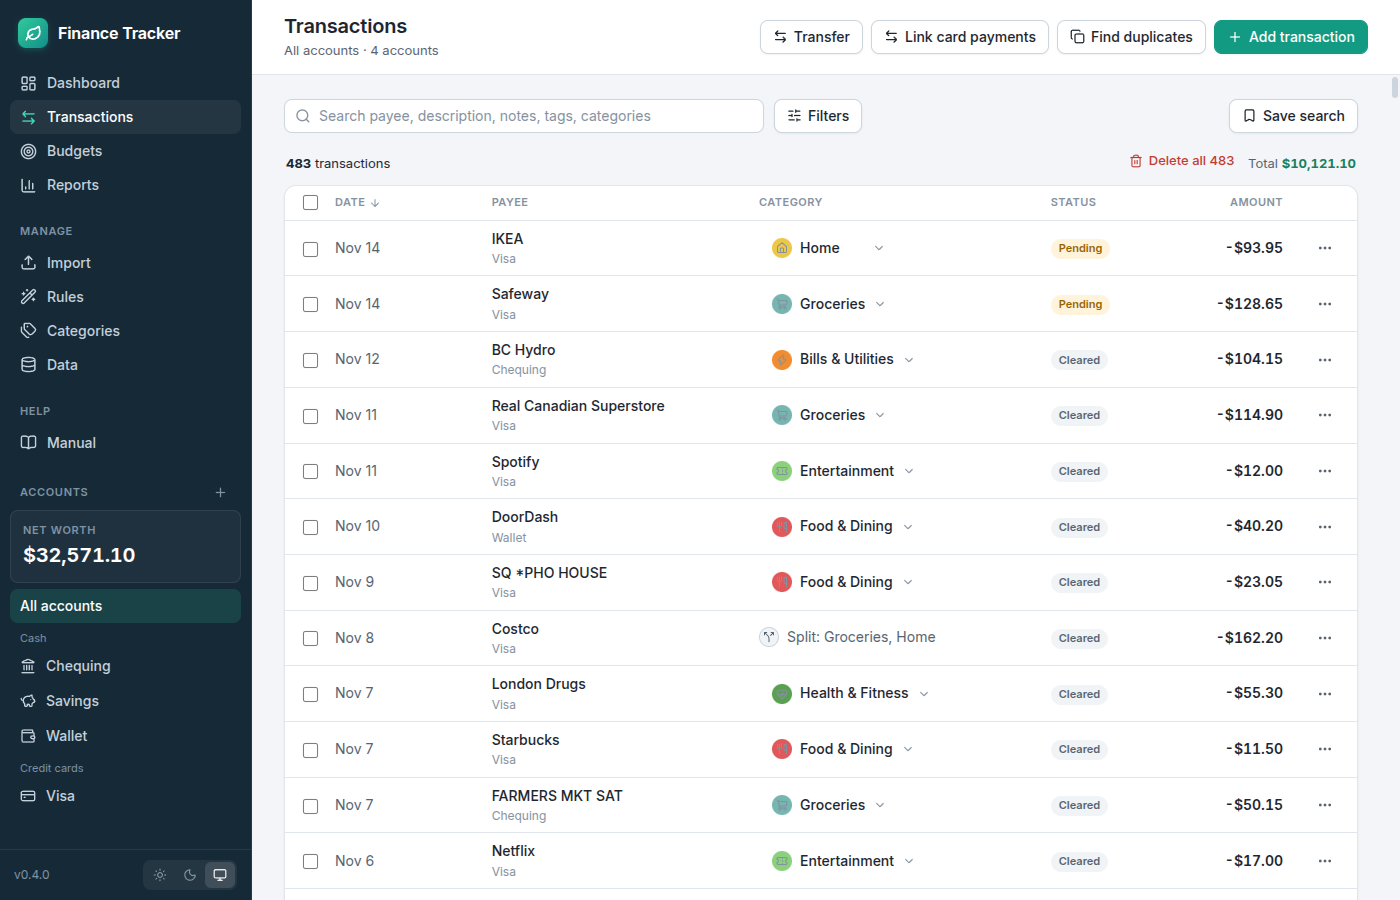 Finance Tracker
Dashboard
Transactions
Budgets
Reports
MANAGE
Import
Rules
Categories
Data
HELP
Manual
ACCOUNTS
NET WORTH
$32,571.10
All accounts
Cash
Chequing
Savings
Wallet
Credit cards
Visa
v0.4.0
Transactions
All accounts · 4 accounts
Transfer
Link card payments
Find duplicates
Add transaction
Search payee, description, notes, tags, categories
Filters
Save search
483 transactions
Delete all 483
Total $10,121.10
DATE PAYEE CATEGORY STATUS AMOUNT
Nov 14 IKEA Home Pending -$93.95
Visa
Nov 14 Safeway Groceries Pending -$128.65
Visa
Nov 12 BC Hydro Bills & Utilities Cleared -$104.15
Chequing
Nov 11 Real Canadian Superstore Groceries Cleared -$114.90
Visa
Nov 11 Spotify Entertainment Cleared -$12.00
Visa
Nov 10 DoorDash Food & Dining Cleared -$40.20
Wallet
Nov 9 SQ *PHO HOUSE Food & Dining Cleared -$23.05
Visa
Nov 8 Costco Split: Groceries, Home Cleared -$162.20
Visa
Nov 7 London Drugs Health & Fitness Cleared -$55.30
Visa
Nov 7 Starbucks Food & Dining Cleared -$11.50
Visa
Nov 7 FARMERS MKT SAT Groceries Cleared -$50.15
Chequing
Nov 6 Netflix Entertainment Cleared -$17.00
Visa